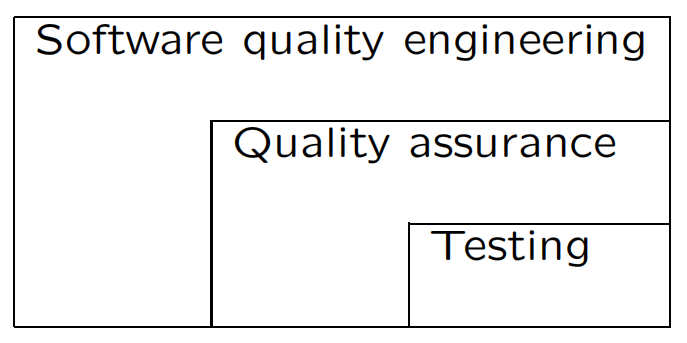 Software quality engineering
Quality assurance
Testing